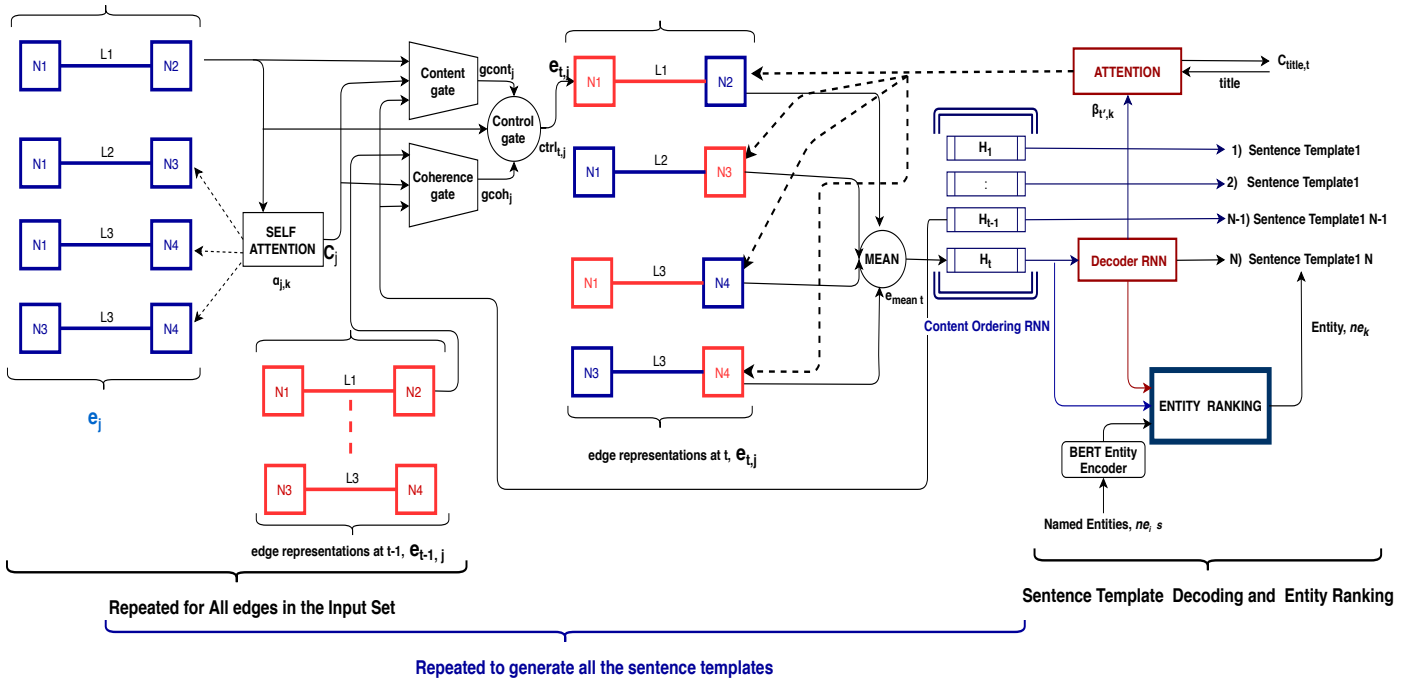 N1
L1
N2
N1
L2
N3
N1
L3
N4
N3
L3
N4
e_j
SELF
ATTENTION
C_j
α_j,k
Content
gate
gcont_j
Control
gate
ctrl_t,j
Coherence
gate
gcoh_j
N1
L1
N2
N3
L3
N4
edge representations at t-1, e_t-1, j
e_t,j
N1
L1
N2
N1
L2
N3
N1
L3
N4
N3
L3
N4
edge representations at t, e_t,j
MEAN
e_mean t
H_1
:
H_t-1
H_t
Content Ordering RNN
ATTENTION
C_title,t
title
β_t',k
1) Sentence Template1
2) Sentence Template1
N-1) Sentence Template1 N-1
Decoder RNN
N) Sentence Template1 N
Entity, ne_k
ENTITY RANKING
BERT Entity
Encoder
Named Entities, ne_i s
Repeated for All edges in the Input Set
Sentence Template Decoding and Entity Ranking
Repeated to generate all the sentence templates